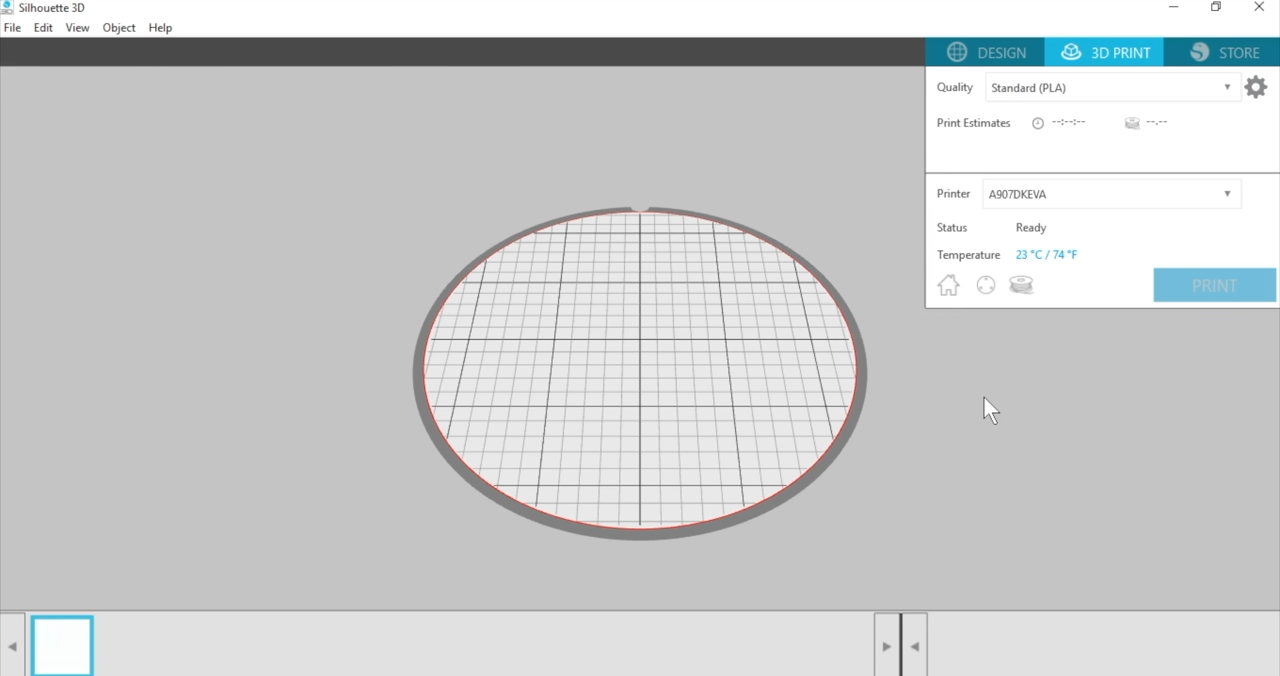 Silhouette 3D
File Edit View Object Help
DESIGN 3D PRINT STORE
Quality Standard (PLA)
Print Estimates --:--:-- --.--
Printer A907DKEVA
Status Ready
Temperature 23 °C / 74 °F
PRINT